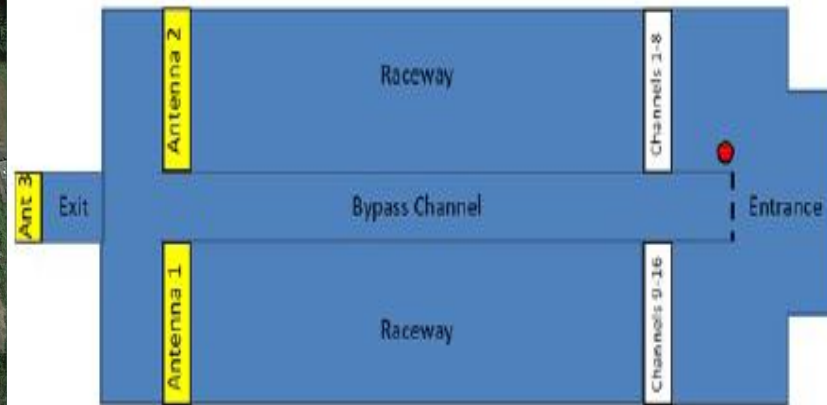 Antenna 2
Raceway
Channels 1-8
Ant 3
Exit
Bypass Channel
Entrance
Antenna 1
Raceway
Channels 9-16